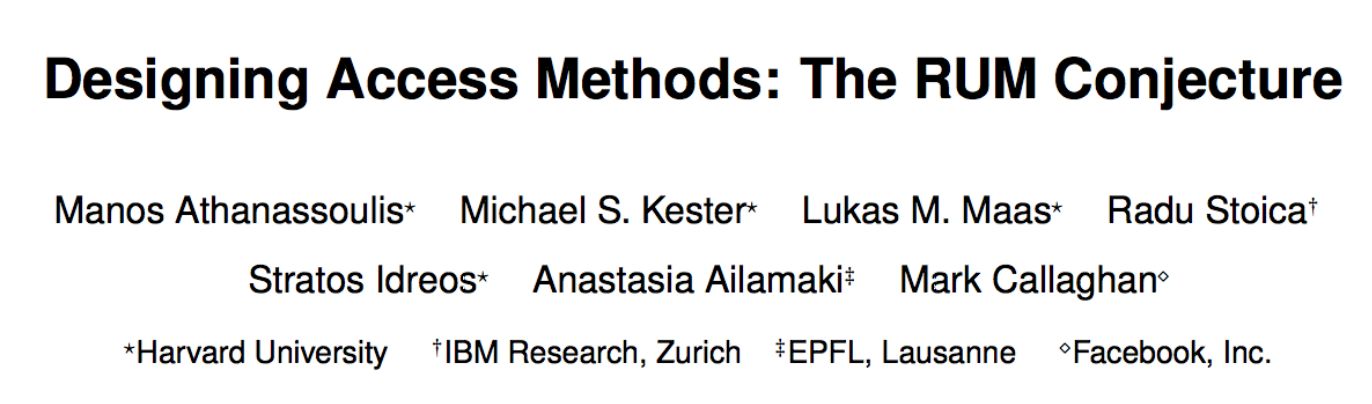 Designing Access Methods: The RUM Conjecture
Manos Athanassoulis⋆ Michael S. Kester⋆ Lukas M. Maas⋆ Radu Stoica†
Stratos Idreos⋆ Anastasia Ailamaki‡ Mark Callaghan⋄
⋆Harvard University †IBM Research, Zurich ‡EPFL, Lausanne ⋄Facebook, Inc.